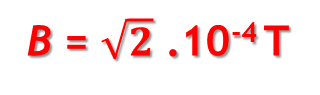 B = √2 .10⁻⁴ T